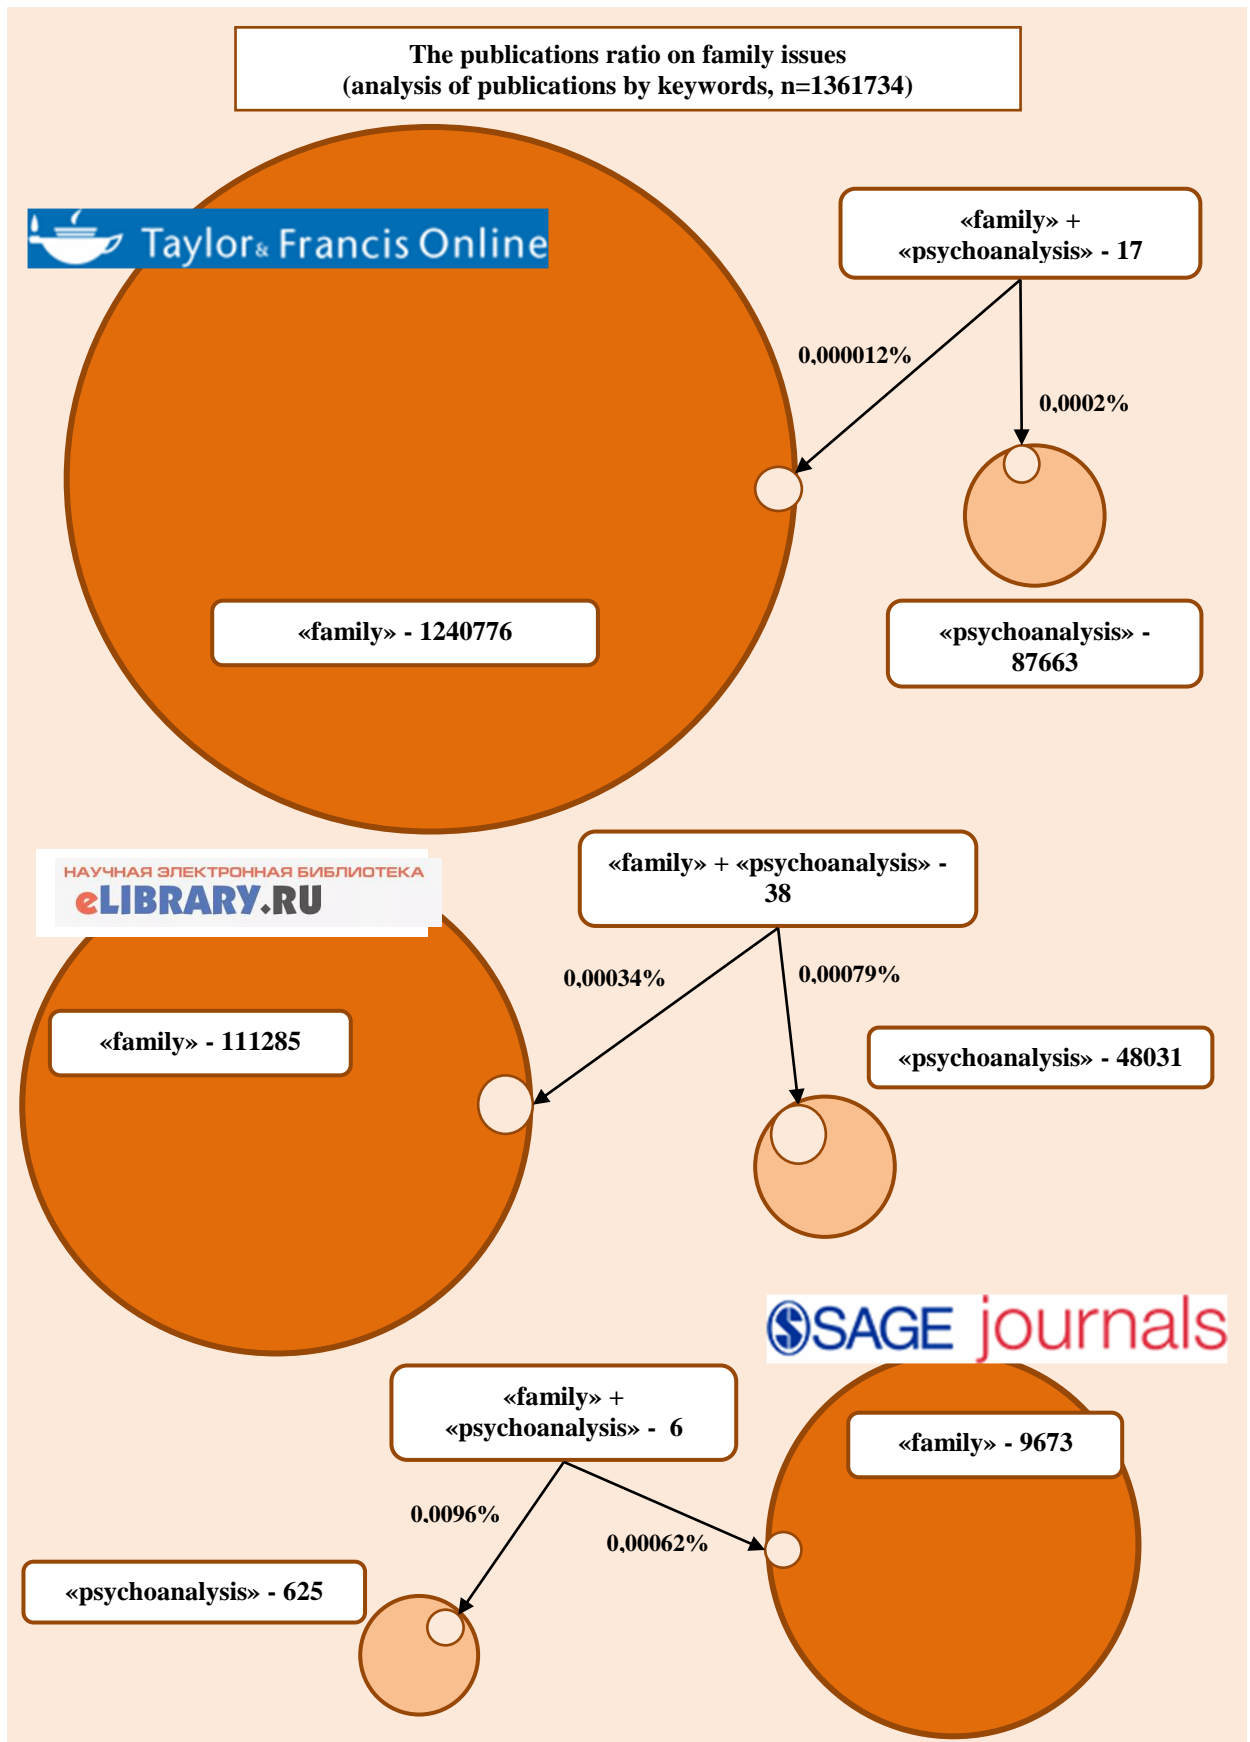 The publications ratio on family issues
(analysis of publications by keywords, n=1361734)
Taylor & Francis Online
«family» +
«psychoanalysis» - 17
0,000012%
0,0002%
«family» - 1240776
«psychoanalysis» -
87663
НАУЧНАЯ ЭЛЕКТРОННАЯ БИБЛИОТЕКА
eLIBRARY.RU
«family» + «psychoanalysis» -
38
0,00034%
0,00079%
«family» - 111285
«psychoanalysis» - 48031
SAGE journals
«family» +
«psychoanalysis» - 6
«family» - 9673
0,0096%
0,00062%
«psychoanalysis» - 625